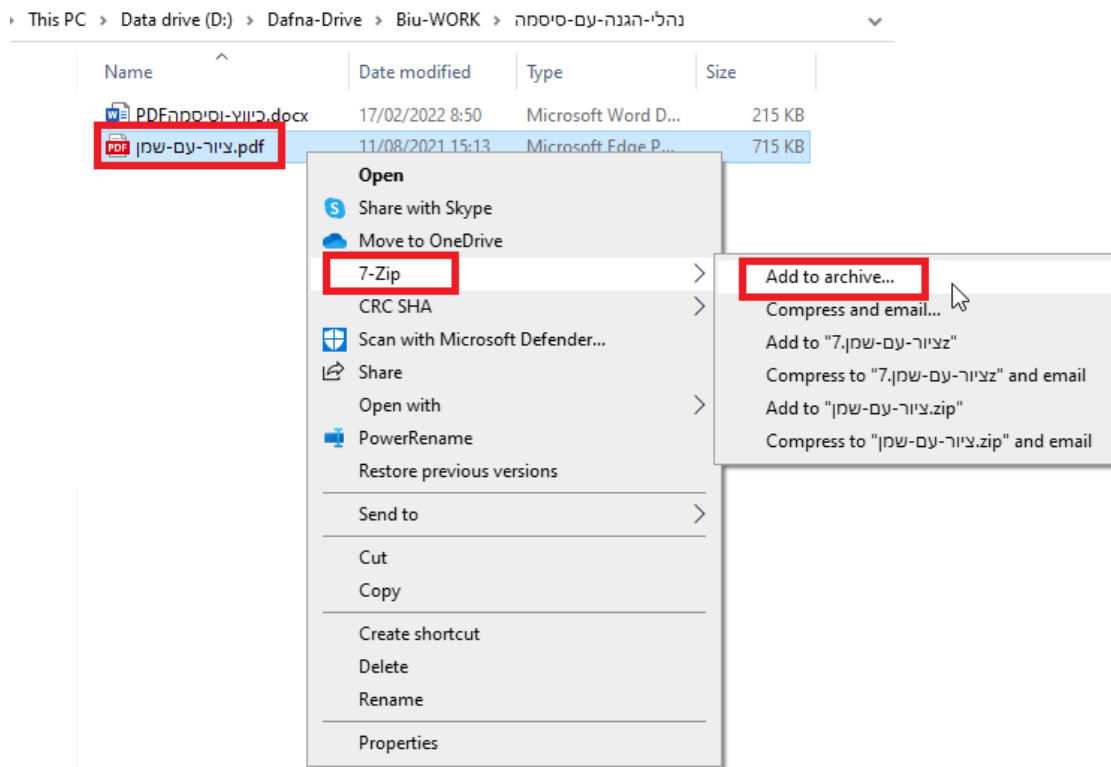 This PC > Data drive (D:) > Dafna-Drive > Biu-WORK > נהלי-הגנה-עם-סיסמה
Name Date modified Type Size
כיווץ-וסיסמהPDF.docx 17/02/2022 8:50 Microsoft Word D... 215 KB
ציור-עם-שמן.pdf 11/08/2021 15:13 Microsoft Edge P... 715 KB
Open
Share with Skype
Move to OneDrive
7-Zip
CRC SHA
Scan with Microsoft Defender...
Share
Open with
PowerRename
Restore previous versions
Send to
Cut
Copy
Create shortcut
Delete
Rename
Properties
Add to archive...
Compress and email...
Add to "ציור-עם-שמן.7z"
Compress to "ציור-עם-שמן.7z" and email
Add to "ציור-עם-שמן.zip"
Compress to "ציור-עם-שמן.zip" and email